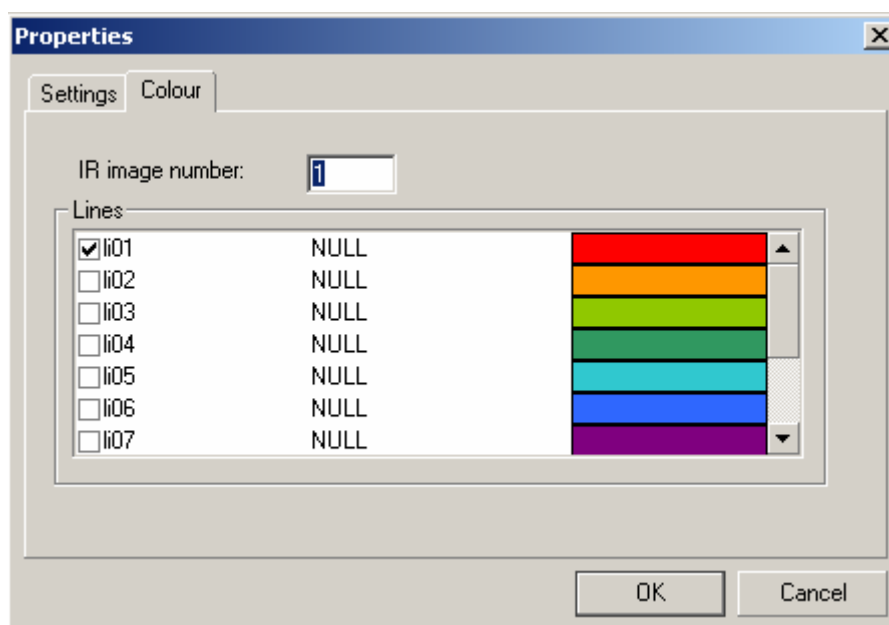 Properties
Settings Colour
IR image number: 1
Lines
li01 NULL
li02 NULL
li03 NULL
li04 NULL
li05 NULL
li06 NULL
li07 NULL
OK Cancel